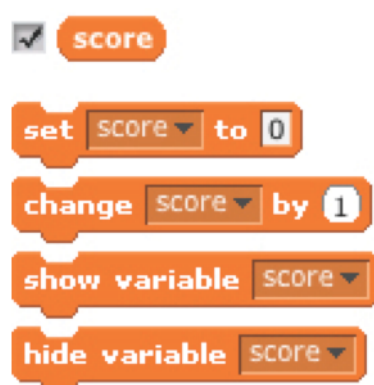 score
set score to 0
change score by 1
show variable score
hide variable score